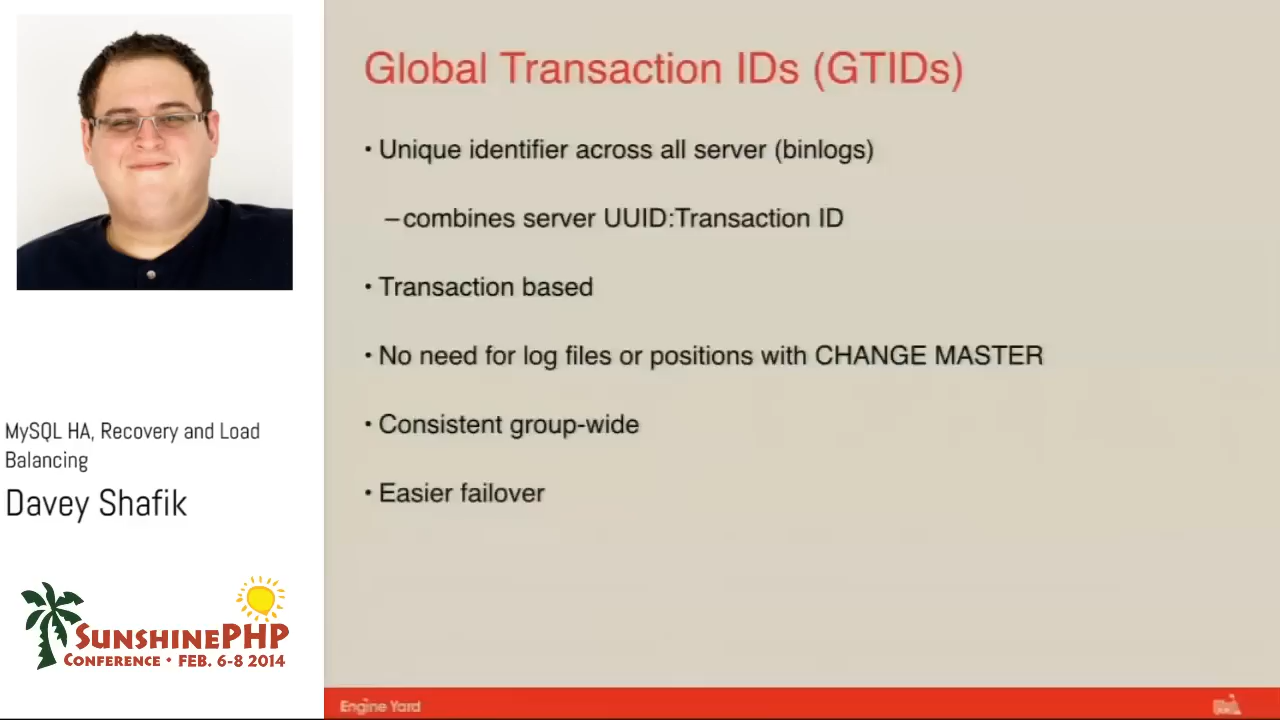 Global Transaction IDs (GTIDs)
• Unique identifier across all server (binlogs)
– combines server UUID:Transaction ID
• Transaction based
• No need for log files or positions with CHANGE MASTER
• Consistent group-wide
• Easier failover
MySQL HA, Recovery and Load
Balancing
Davey Shafik
SUNSHINEPHP
CONFERENCE • FEB. 6-8 2014
Engine Yard